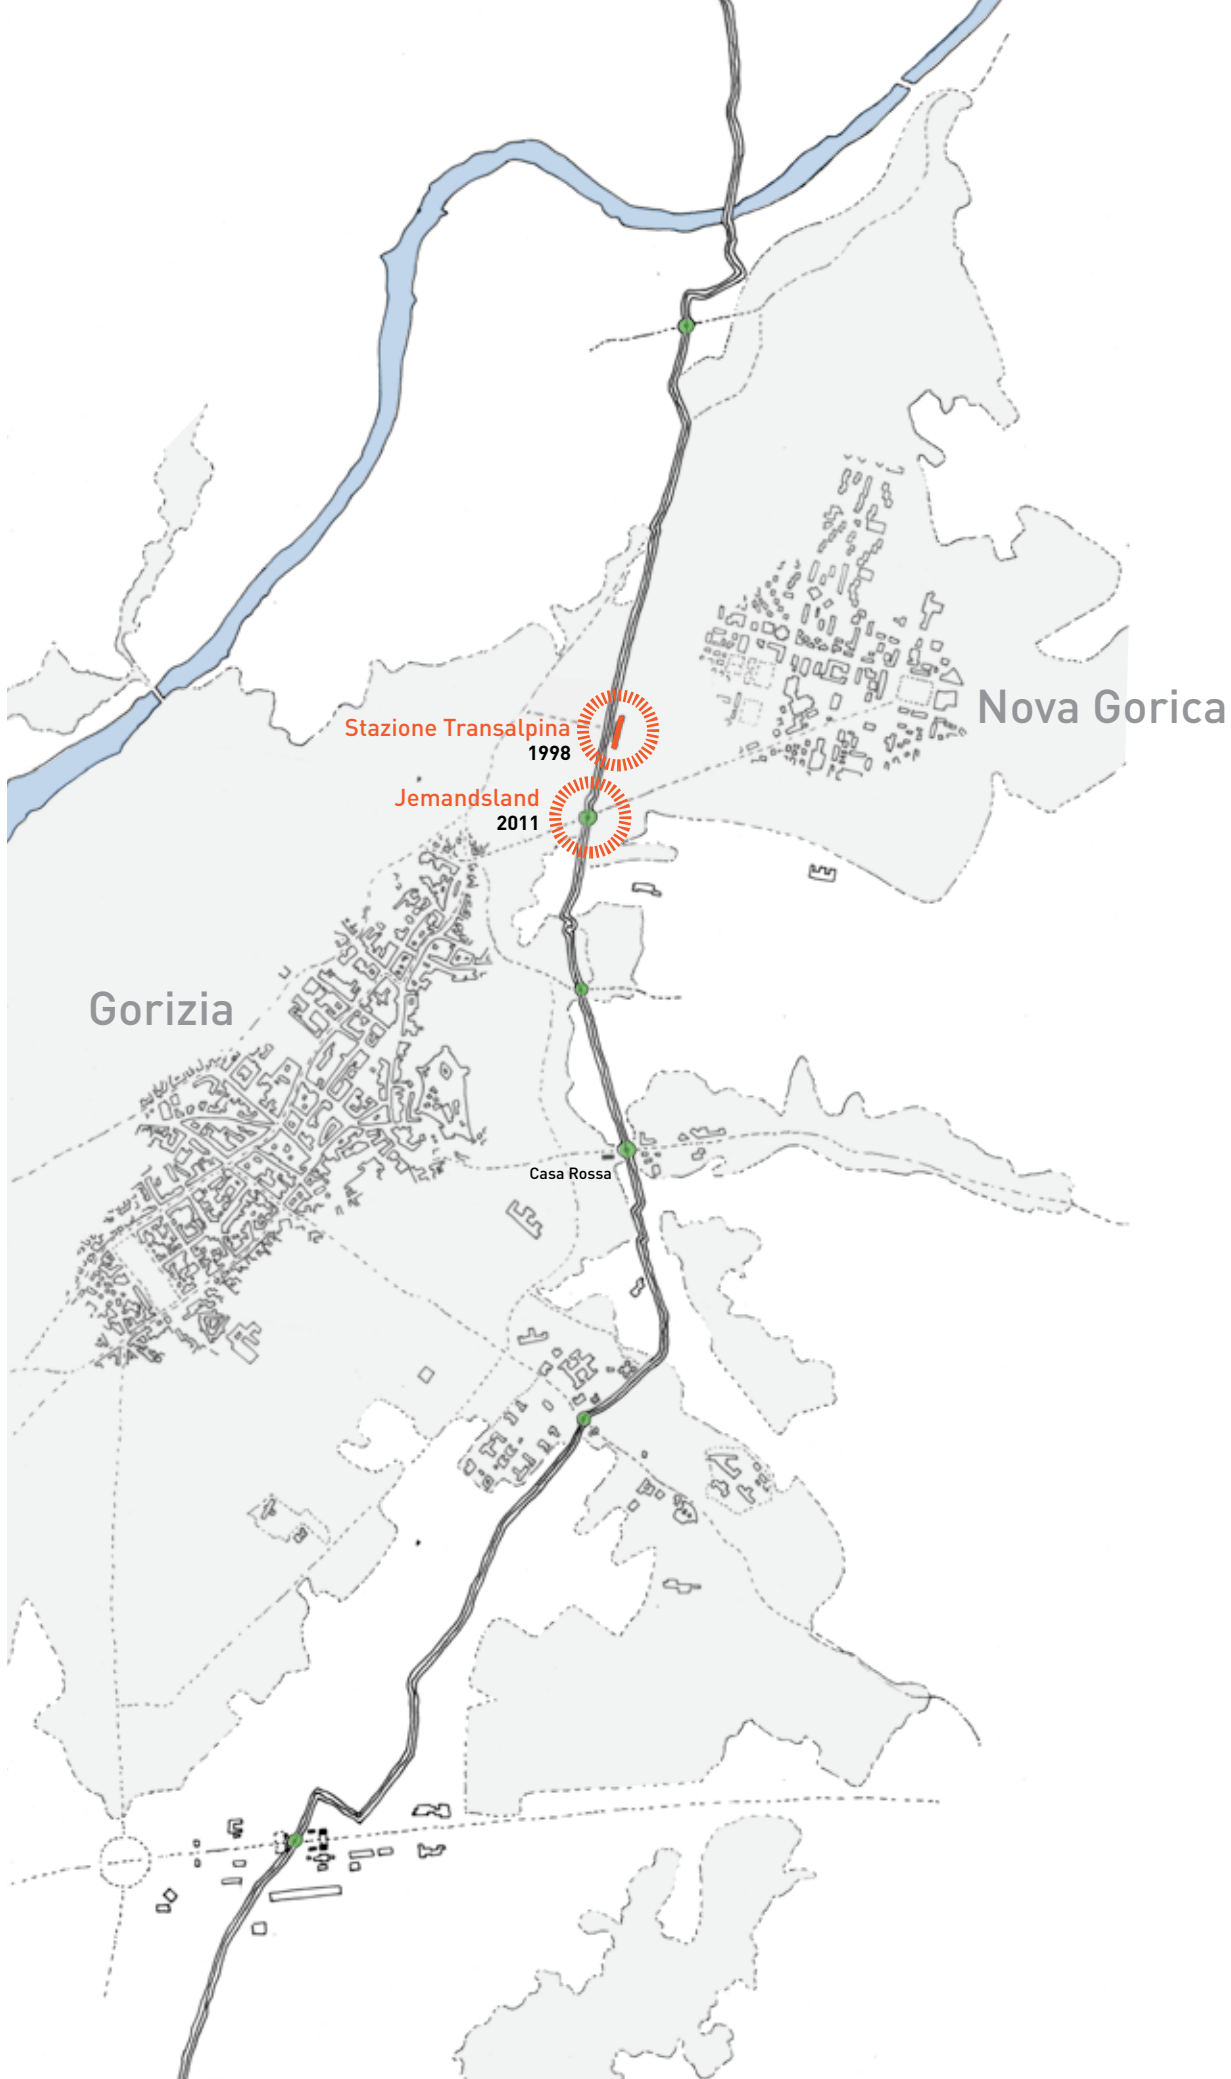 Nova Gorica
Stazione Transalpina
1998
Jemandsland
2011
Gorizia
Casa Rossa